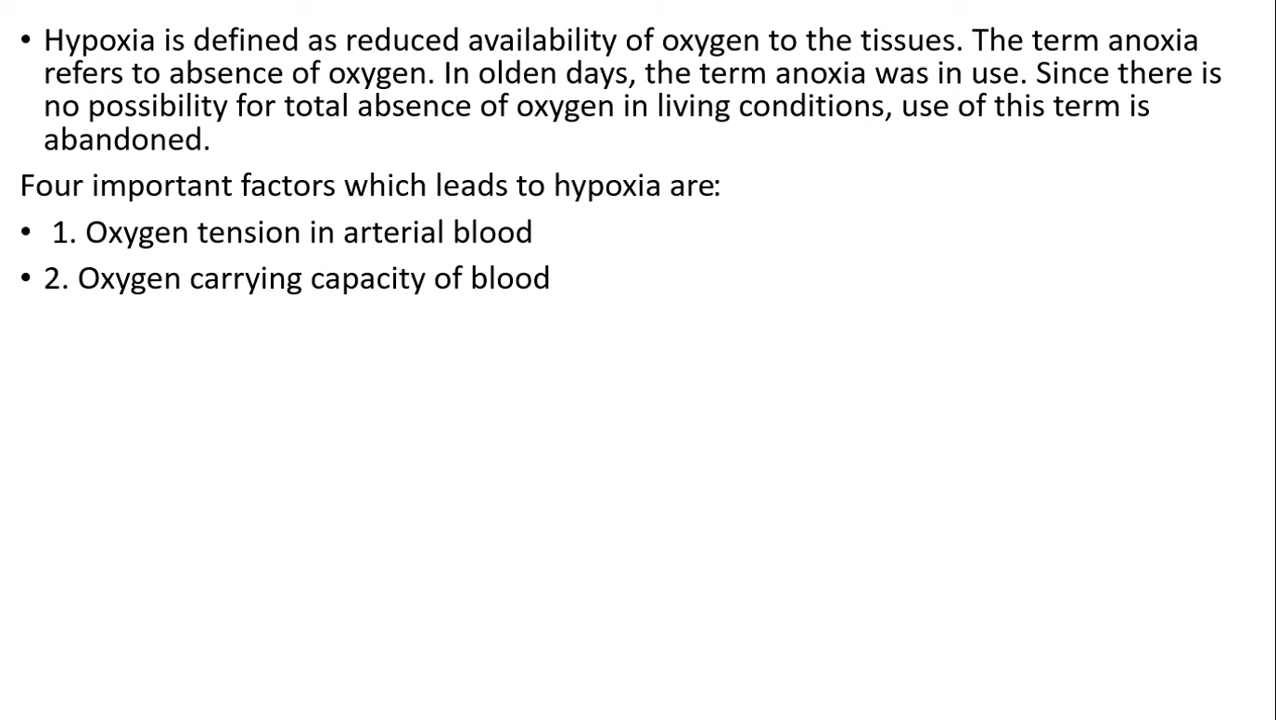 • Hypoxia is defined as reduced availability of oxygen to the tissues. The term anoxia
refers to absence of oxygen. In olden days, the term anoxia was in use. Since there is
no possibility for total absence of oxygen in living conditions, use of this term is
abandoned.
Four important factors which leads to hypoxia are:
• 1. Oxygen tension in arterial blood
• 2. Oxygen carrying capacity of blood